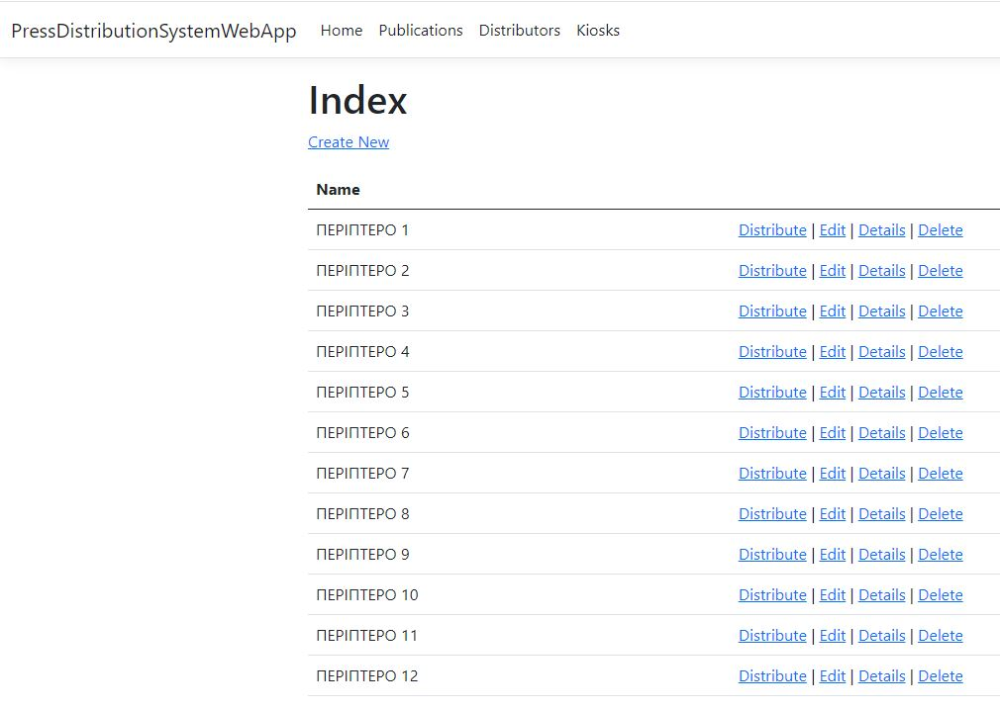 PressDistributionSystemWebApp Home Publications Distributors Kiosks
Index
Create New
Name
ΠΕΡΙΠΤΕΡΟ 1 Distribute | Edit | Details | Delete
ΠΕΡΙΠΤΕΡΟ 2 Distribute | Edit | Details | Delete
ΠΕΡΙΠΤΕΡΟ 3 Distribute | Edit | Details | Delete
ΠΕΡΙΠΤΕΡΟ 4 Distribute | Edit | Details | Delete
ΠΕΡΙΠΤΕΡΟ 5 Distribute | Edit | Details | Delete
ΠΕΡΙΠΤΕΡΟ 6 Distribute | Edit | Details | Delete
ΠΕΡΙΠΤΕΡΟ 7 Distribute | Edit | Details | Delete
ΠΕΡΙΠΤΕΡΟ 8 Distribute | Edit | Details | Delete
ΠΕΡΙΠΤΕΡΟ 9 Distribute | Edit | Details | Delete
ΠΕΡΙΠΤΕΡΟ 10 Distribute | Edit | Details | Delete
ΠΕΡΙΠΤΕΡΟ 11 Distribute | Edit | Details | Delete
ΠΕΡΙΠΤΕΡΟ 12 Distribute | Edit | Details | Delete